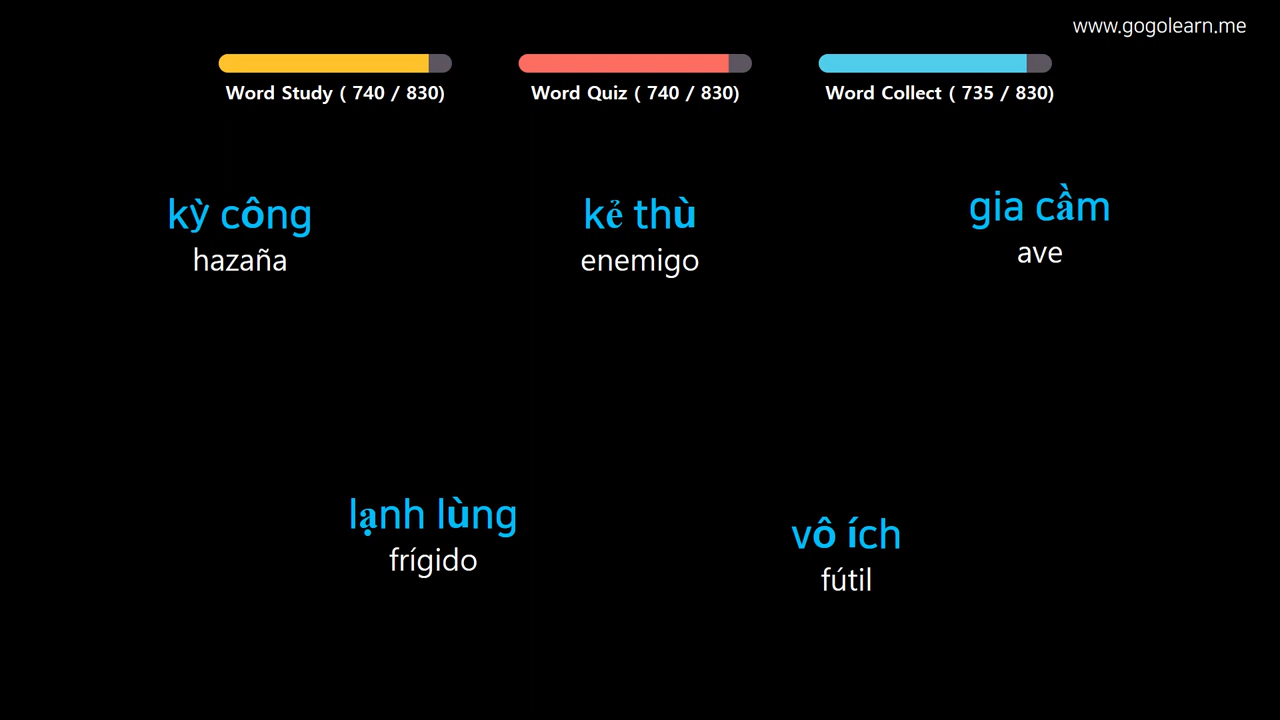 www.gogolearn.me
Word Study ( 740 / 830)
Word Quiz ( 740 / 830)
Word Collect ( 735 / 830)
kỳ công
hazaña
kẻ thù
enemigo
gia cầm
ave
lạnh lùng
frígido
vô ích
fútil